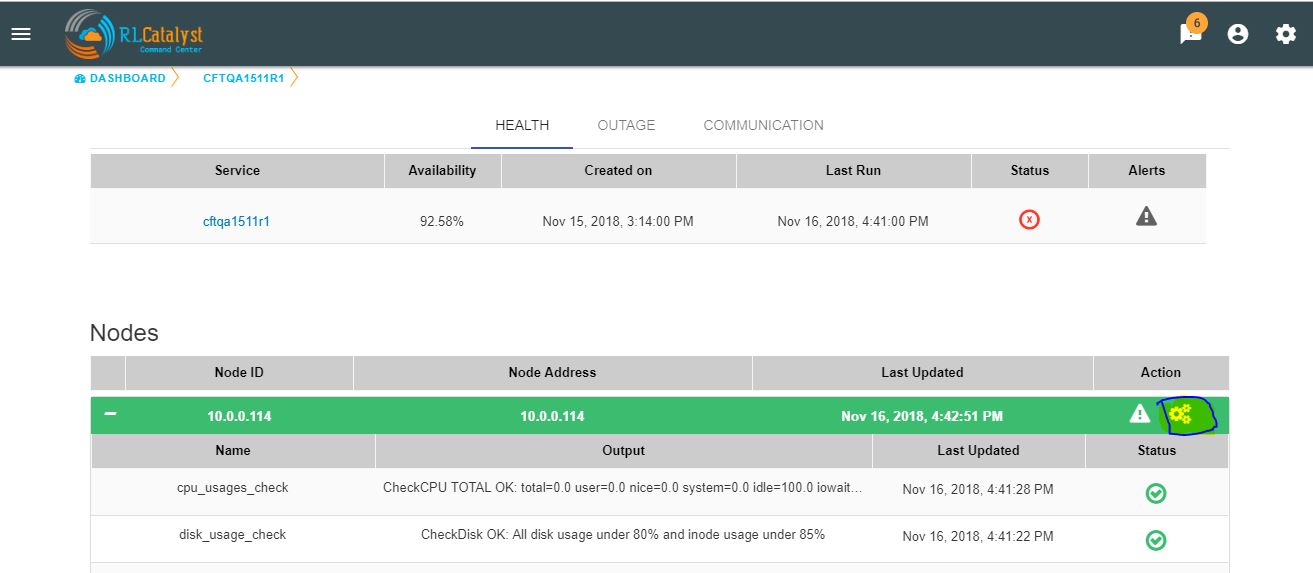 6
RLCatalyst
Command Center
DASHBOARD CFTQA1511R1
HEALTH OUTAGE COMMUNICATION
Service Availability Created on Last Run Status Alerts
cftqa1511r1 92.58% Nov 15, 2018, 3:14:00 PM Nov 16, 2018, 4:41:00 PM x
Nodes
Node ID Node Address Last Updated Action
10.0.0.114 10.0.0.114 Nov 16, 2018, 4:42:51 PM
Name Output Last Updated Status
cpu_usages_check CheckCPU TOTAL OK: total=0.0 user=0.0 nice=0.0 system=0.0 idle=100.0 iowait... Nov 16, 2018, 4:41:28 PM
disk_usage_check CheckDisk OK: All disk usage under 80% and inode usage under 85% Nov 16, 2018, 4:41:22 PM